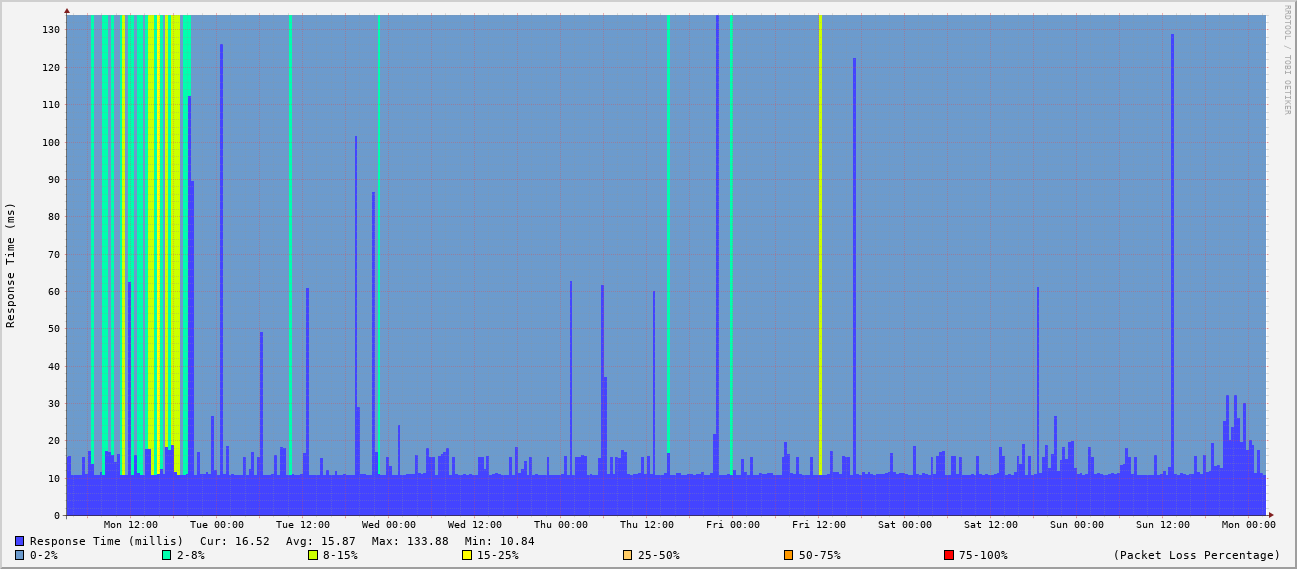 RRDTOOL / TOBI OETIKER
Response Time (ms)
130
120
110
100
90
80
70
60
50
40
30
20
10
0
Mon 12:00 Tue 00:00 Tue 12:00 Wed 00:00 Wed 12:00 Thu 00:00 Thu 12:00 Fri 00:00 Fri 12:00 Sat 00:00 Sat 12:00 Sun 00:00 Sun 12:00 Mon 00:00
Response Time (millis) Cur: 16.52 Avg: 15.87 Max: 133.88 Min: 10.84
0-2% 2-8% 8-15% 15-25% 25-50% 50-75% 75-100% (Packet Loss Percentage)